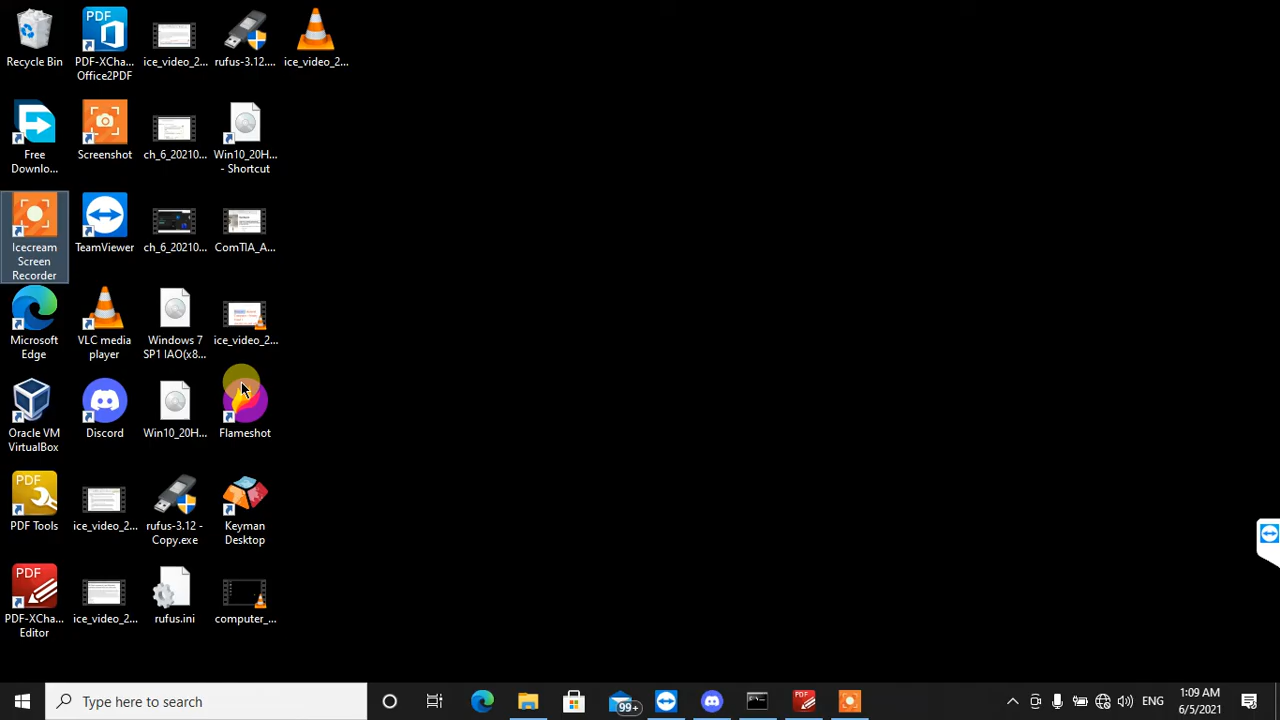 Recycle Bin
PDF
PDF-XCha...
Office2PDF
ice_video_2...
rufus-3.12....
ice_video_2...
Free
Downlo...
Screenshot
ch_6_20210...
Win10_20H...
- Shortcut
Icecream
Screen
Recorder
TeamViewer
ch_6_20210...
ComTIA_A...
Microsoft
Edge
VLC media
player
Windows 7
SP1 IAO(x8...
ice_video_2...
Oracle VM
VirtualBox
Discord
Win10_20H...
Flameshot
PDF
PDF Tools
ice_video_2...
rufus-3.12 -
Copy.exe
Keyman
Desktop
PDF
PDF-XCha...
Editor
ice_video_2...
rufus.ini
computer_...
Type here to search
99+
PDF
ENG
1:09 AM
6/5/2021